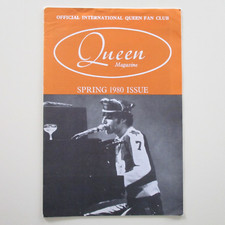 OFFICIAL INTERNATIONAL QUEEN FAN CLUB
Queen
Magazine
SPRING 1980 ISSUE
7